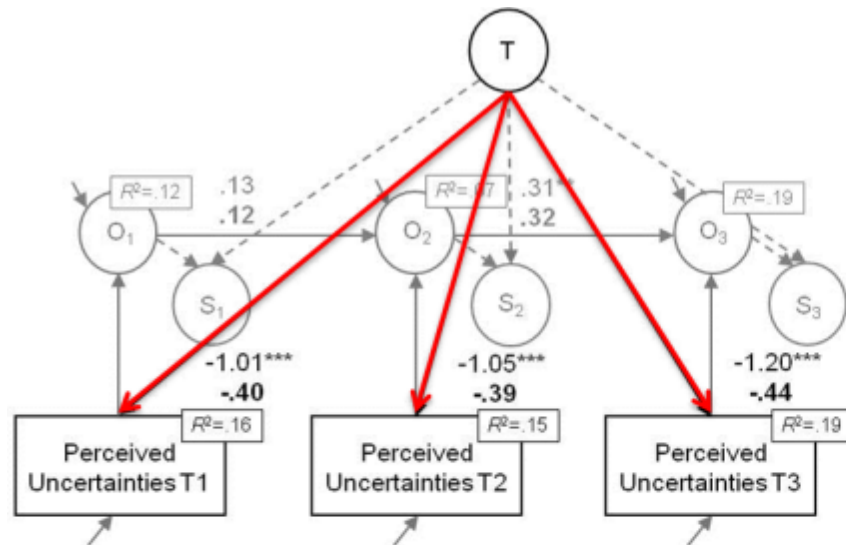 T
R²=.12
.13
.12
.31
.32
R²=.19
O₁
O₂
O₃
S₁
S₂
S₃
-1.01***
-.40
-1.05***
-.39
-1.20***
-.44
R²=.16
R²=.15
R²=.19
Perceived
Uncertainties T1
Perceived
Uncertainties T2
Perceived
Uncertainties T3